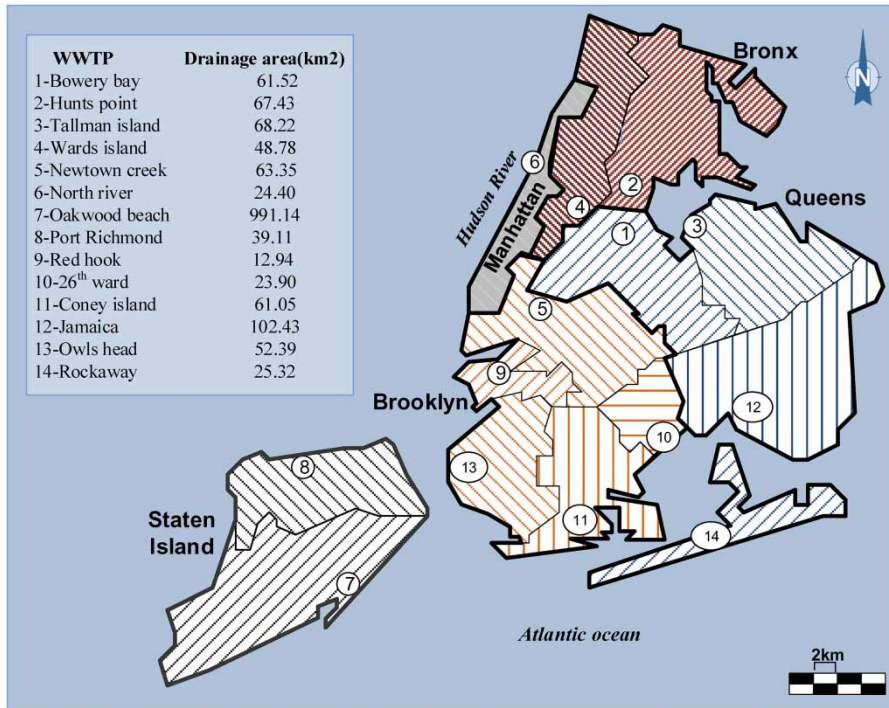 WWTP Drainage area(km2)
1-Bowery bay 61.52
2-Hunts point 67.43
3-Tallman island 68.22
4-Wards island 48.78
5-Newtown creek 63.35
6-North river 24.40
7-Oakwood beach 991.14
8-Port Richmond 39.11
9-Red hook 12.94
10-26th ward 23.90
11-Coney island 61.05
12-Jamaica 102.43
13-Owls head 52.39
14-Rockaway 25.32
Bronx
N
6
2
Hudson River
Manhattan
4
Queens
1
3
5
9
Brooklyn
12
10
13
8
11
Staten
Island
14
7
Atlantic ocean
2km